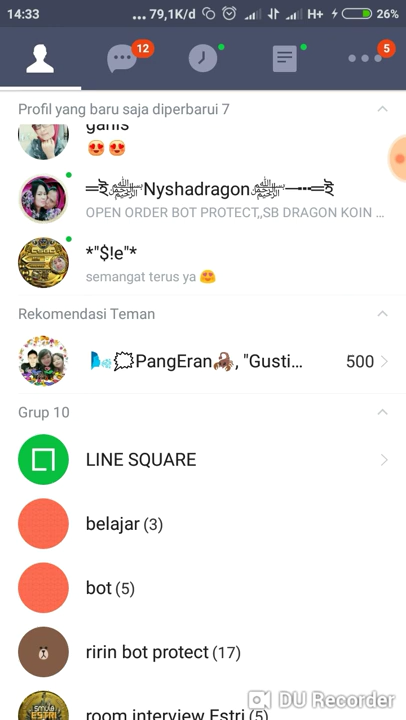 14:33 ... 79,1K/d H+ 26%
12 5
Profil yang baru saja diperbarui 7
ganis
😍😍
Nyshadragon
OPEN ORDER BOT PROTECT,,SB DRAGON KOIN ...
*"$!e"*
semangat terus ya 😍
Rekomendasi Teman
🌬🗯PangEran🦂, "Gusti... 500
Grup 10
LINE SQUARE
belajar (3)
bot (5)
ririn bot protect (17)
DU Recorder
room interview Estri (5)